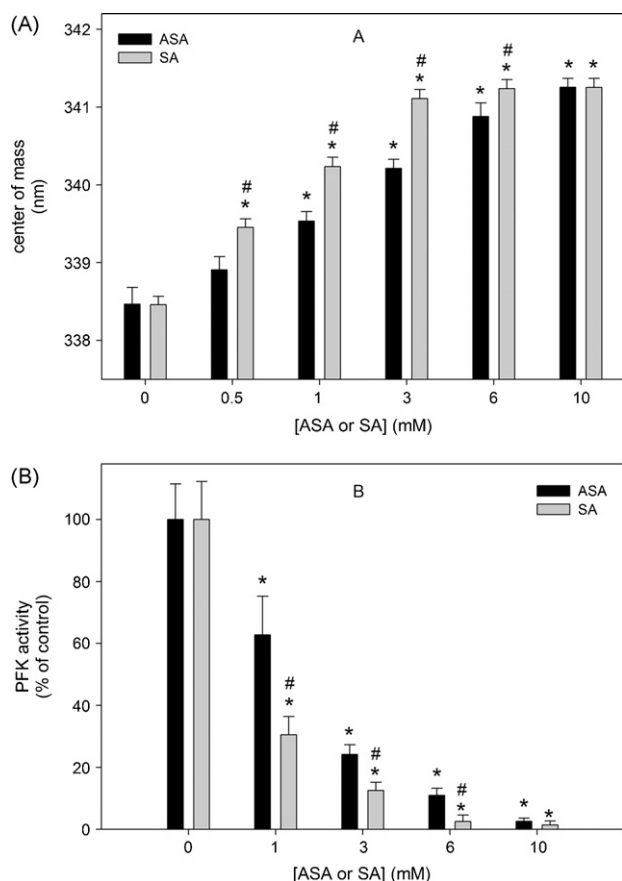 (A)
A
ASA
SA
342
341
340
339
338
center of mass
(nm)
# # # #
* * * * * * * * *
0 0.5 1 3 6 10
[ASA or SA] (mM)
(B)
B
ASA
SA
100
80
60
40
20
0
PFK activity
(% of control)
# # #
* * * * * * * *
0 1 3 6 10
[ASA or SA] (mM)